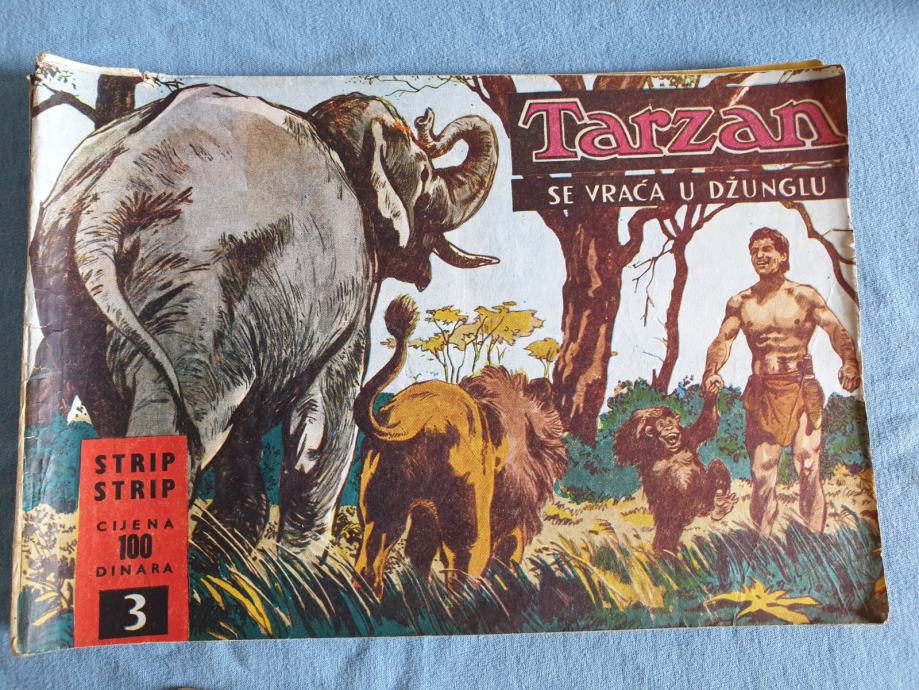 Tarzan
SE VRAĆA U DŽUNGLU
STRIP
STRIP
CIJENA
100
DINARA
3